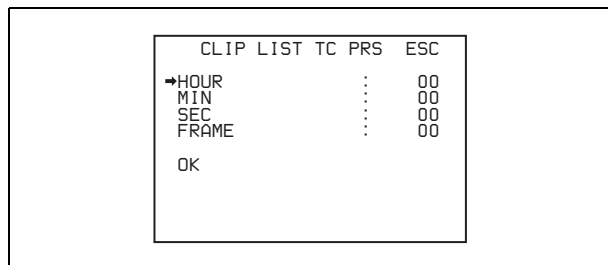 CLIP LIST TC PRS ESC
➡HOUR : 00
MIN : 00
SEC : 00
FRAME : 00
OK